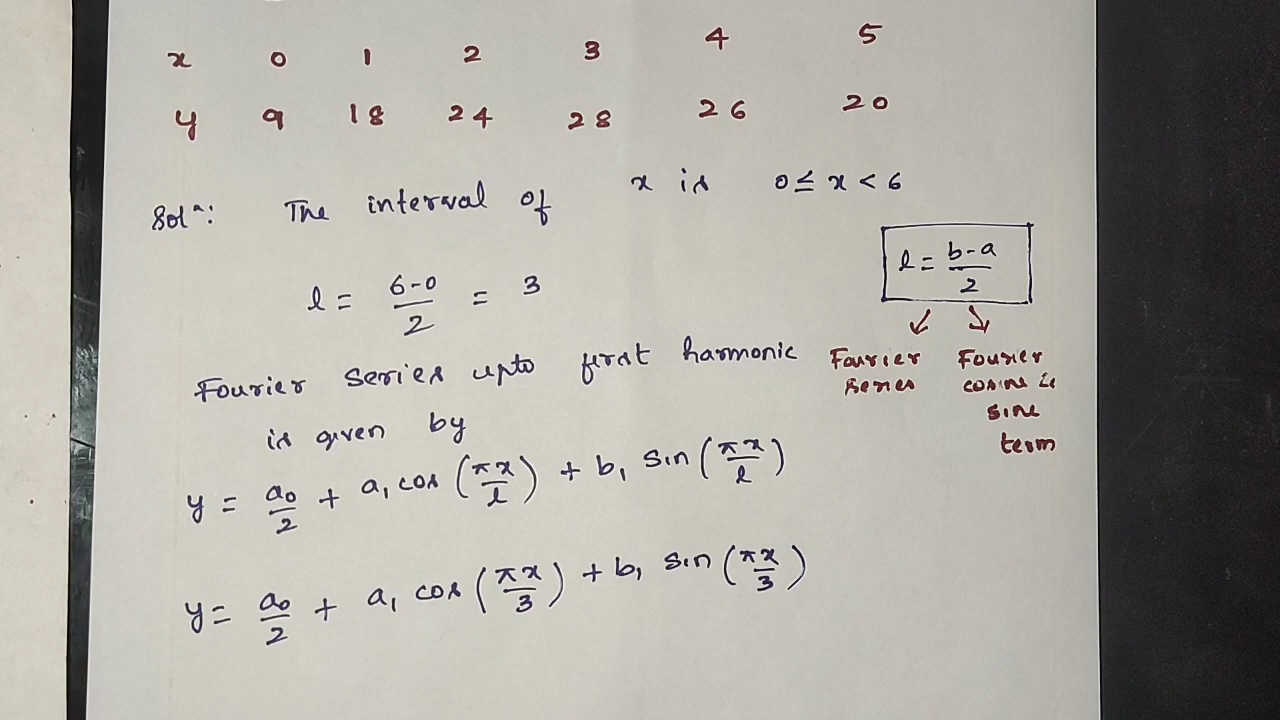 x 0 1 2 3 4 5
y 9 18 24 28 26 20
Solⁿ: The interval of x is 0 ≤ x < 6
l = (6-0)/2 = 3
l = (b-a)/2
↙ ↘
Fourier series
Fourier cosine & sine term
Fourier series upto first harmonic
is given by
y = a₀/2 + a₁ cos (πx/l) + b₁ sin (πx/l)
y = a₀/2 + a₁ cos (πx/3) + b₁ sin (πx/3)